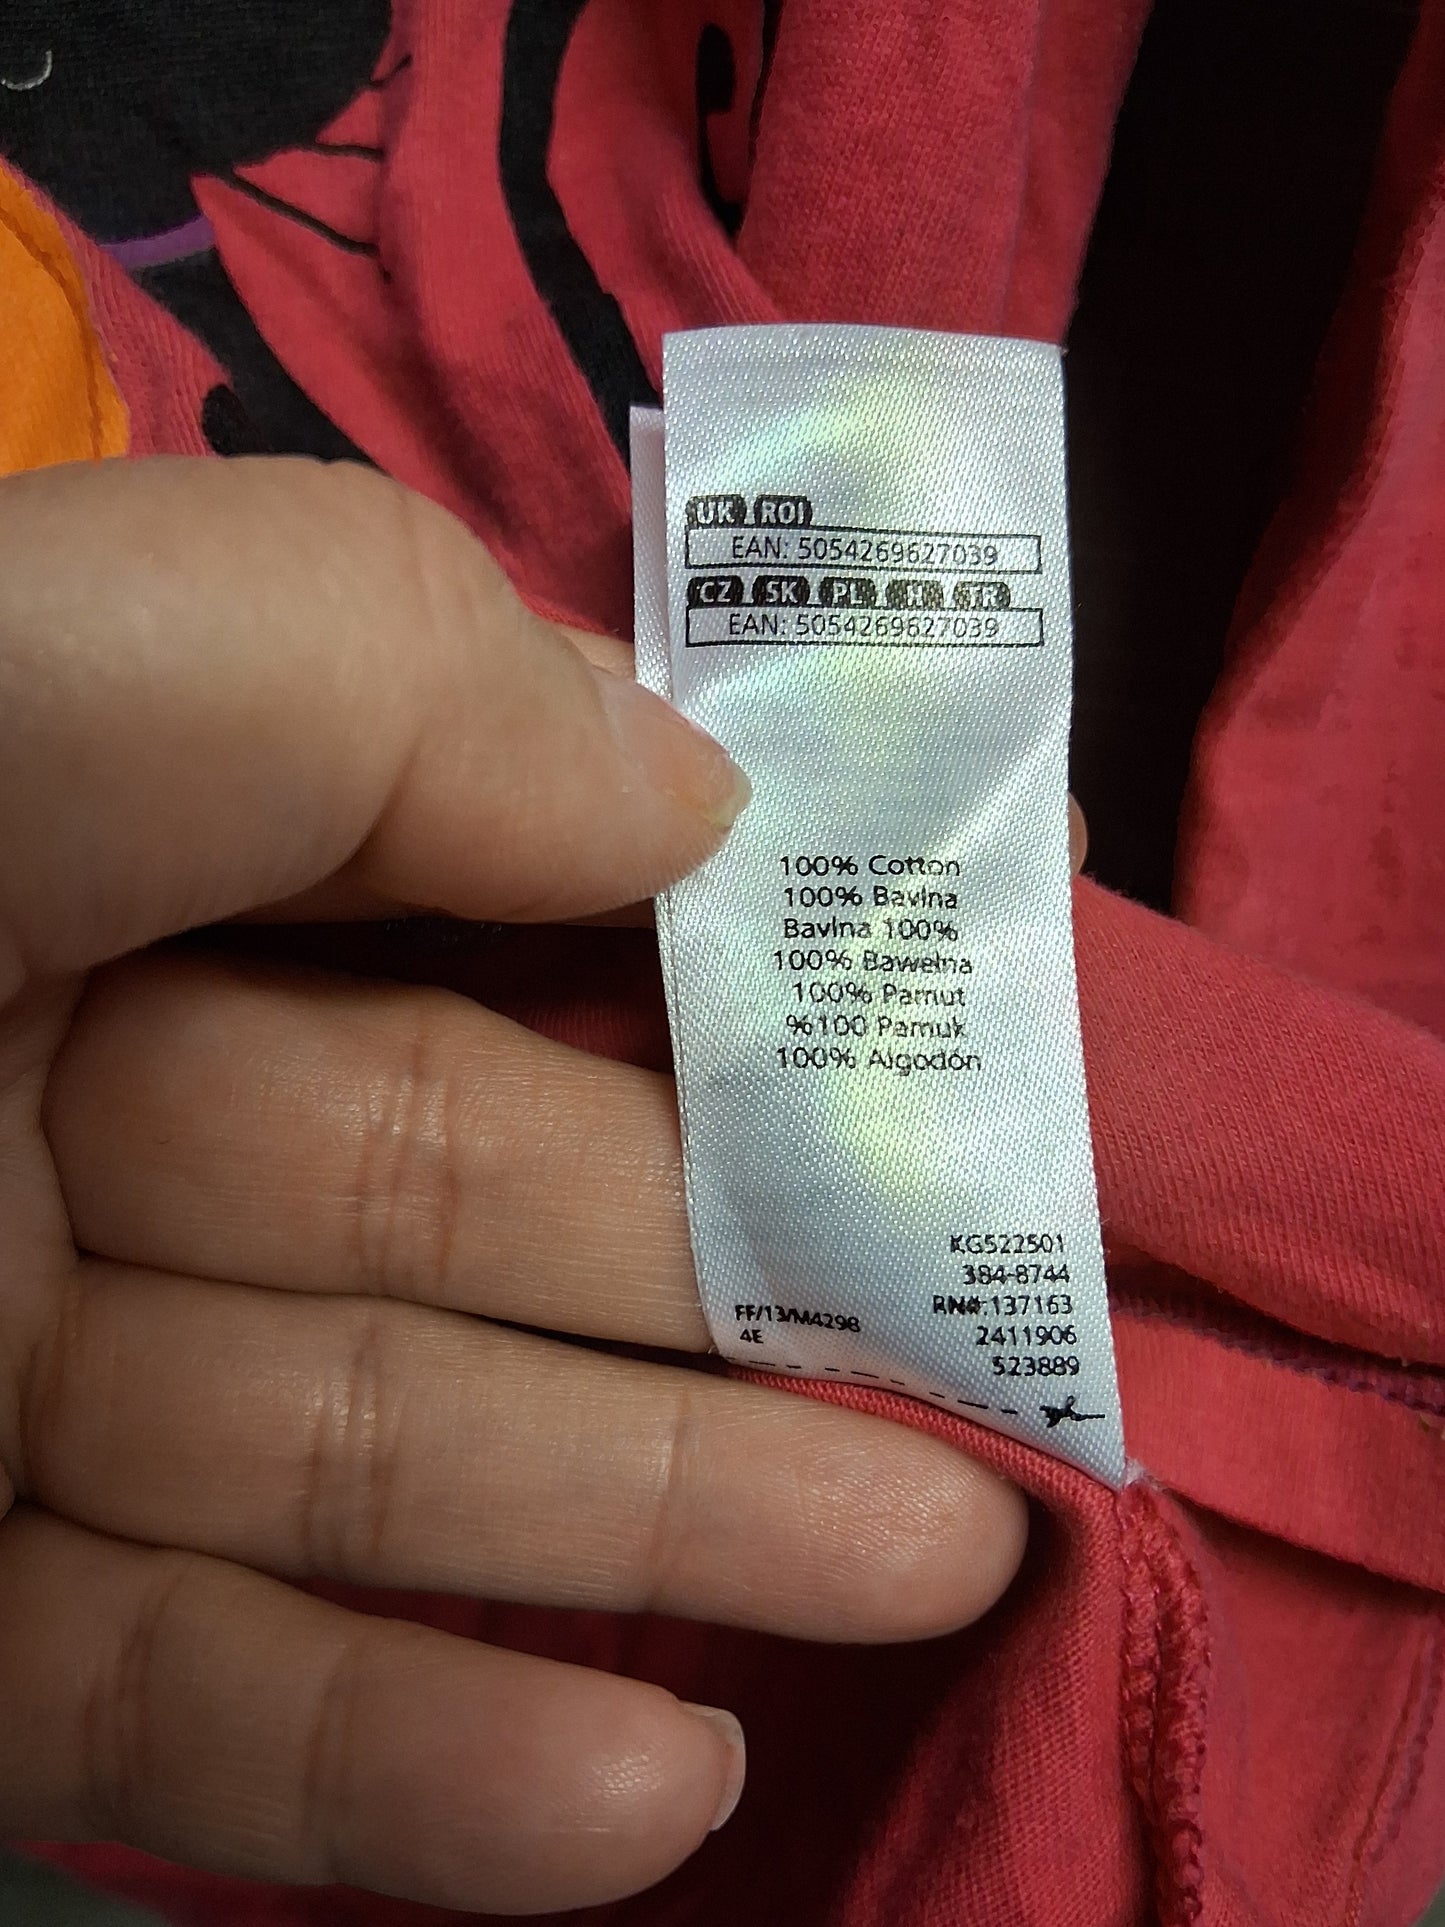 UK ROI
EAN: 5054269627039
CZ SK PL H TR
EAN: 5054269627039
100% Cotton
100% Bavlna
Bavlna 100%
100% Bawełna
100% Pamut
%100 Pamuk
100% Algodón
KG522501
384-8744
RN#:137163
2411906
523889
FF/13/M4298
4E